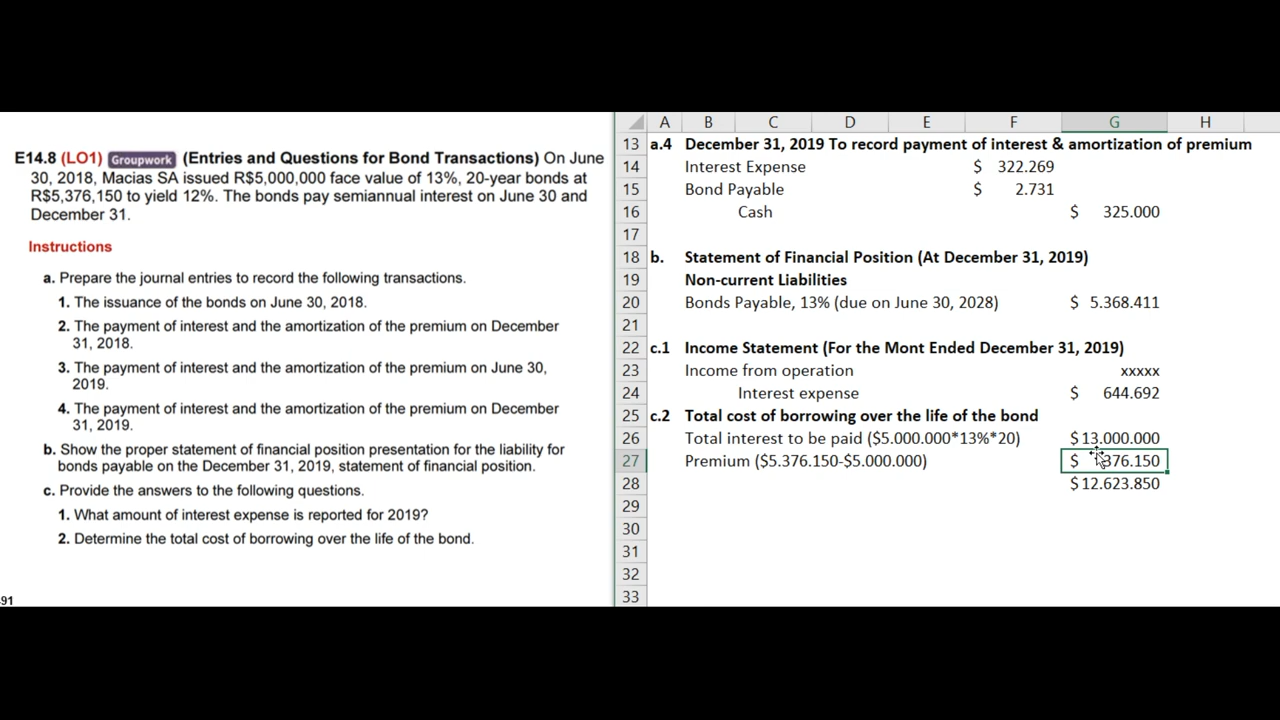 E14.8 (LO1) Groupwork (Entries and Questions for Bond Transactions) On June
30, 2018, Macias SA issued R$5,000,000 face value of 13%, 20-year bonds at
R$5,376,150 to yield 12%. The bonds pay semiannual interest on June 30 and
December 31.
Instructions
a. Prepare the journal entries to record the following transactions.
1. The issuance of the bonds on June 30, 2018.
2. The payment of interest and the amortization of the premium on December
31, 2018.
3. The payment of interest and the amortization of the premium on June 30,
2019.
4. The payment of interest and the amortization of the premium on December
31, 2019.
b. Show the proper statement of financial position presentation for the liability for
bonds payable on the December 31, 2019, statement of financial position.
c. Provide the answers to the following questions.
1. What amount of interest expense is reported for 2019?
2. Determine the total cost of borrowing over the life of the bond.
91
A B C D E F G H
13 a.4 December 31, 2019 To record payment of interest & amortization of premium
14 Interest Expense $ 322.269
15 Bond Payable $ 2.731
16 Cash $ 325.000
17
18 b. Statement of Financial Position (At December 31, 2019)
19 Non-current Liabilities
20 Bonds Payable, 13% (due on June 30, 2028) $ 5.368.411
21
22 c.1 Income Statement (For the Mont Ended December 31, 2019)
23 Income from operation xxxxx
24 Interest expense $ 644.692
25 c.2 Total cost of borrowing over the life of the bond
26 Total interest to be paid ($5.000.000*13%*20) $ 13.000.000
27 Premium ($5.376.150-$5.000.000) $ 376.150
28 $ 12.623.850
29
30
31
32
33